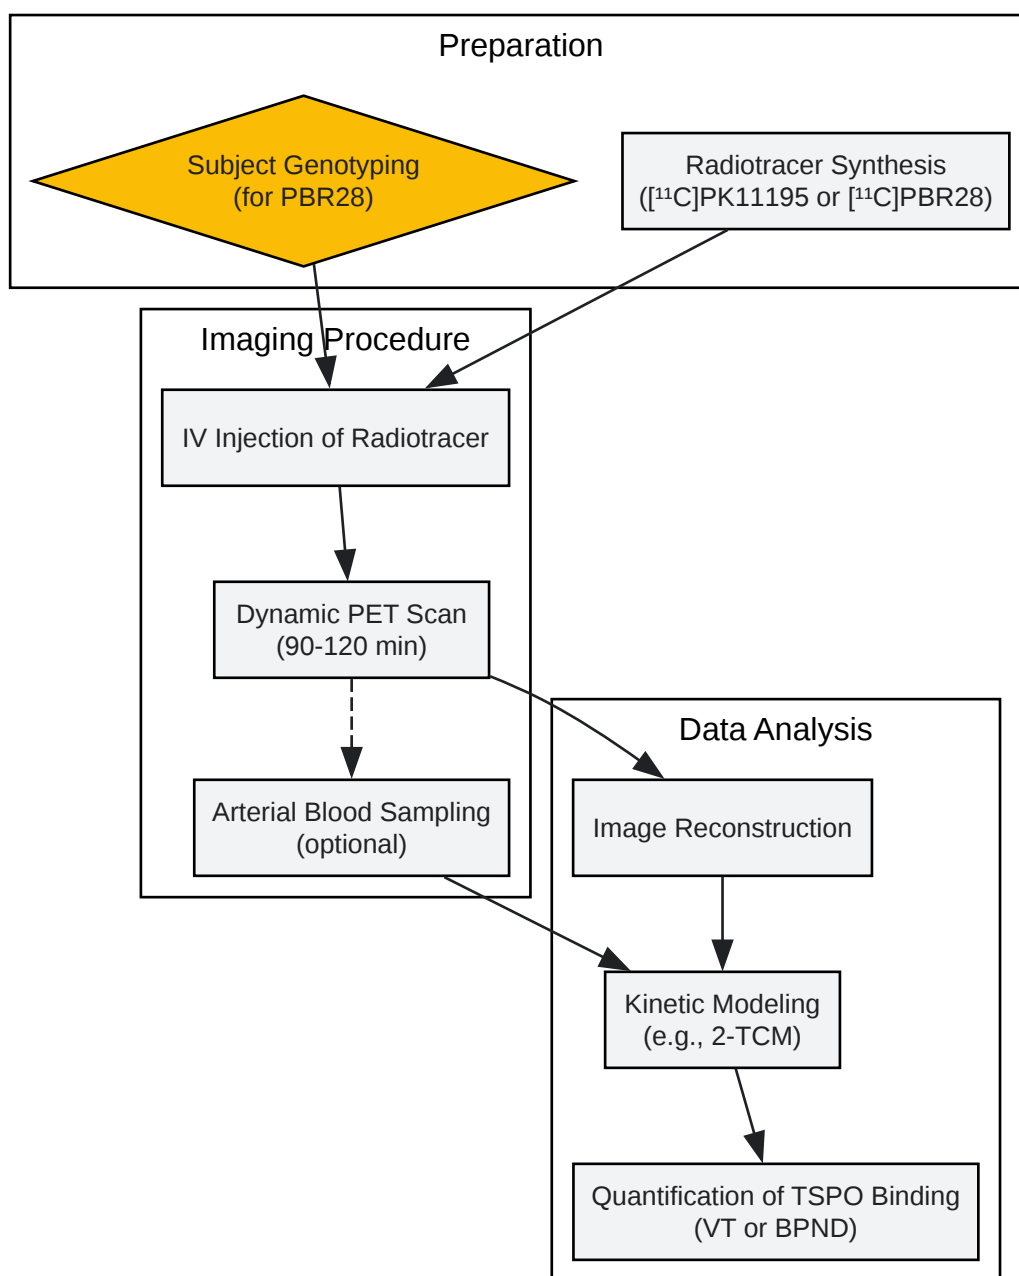 Preparation
Subject Genotyping
(for PBR28)
Radiotracer Synthesis
([¹¹C]PK11195 or [¹¹C]PBR28)
Imaging Procedure
IV Injection of Radiotracer
Dynamic PET Scan
(90-120 min)
Data Analysis
Arterial Blood Sampling
(optional)
Image Reconstruction
Kinetic Modeling
(e.g., 2-TCM)
Quantification of TSPO Binding
(VT or BPND)